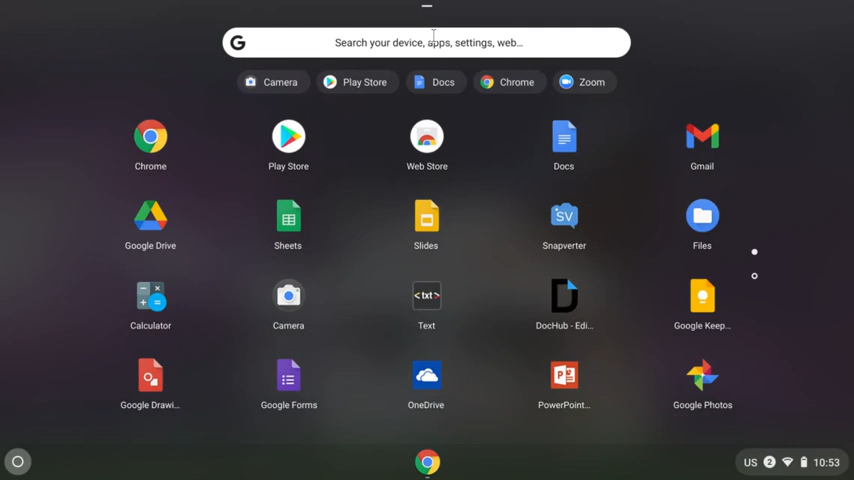 Search your device, apps, settings, web...
Camera Play Store Docs Chrome Zoom
Chrome Play Store Web Store Docs Gmail
SV
Google Drive Sheets Slides Snapverter Files
<txt>
Calculator Camera Text DocHub - Edi... Google Keep...
Google Drawi... Google Forms OneDrive PowerPoint... Google Photos
US 2 10:53